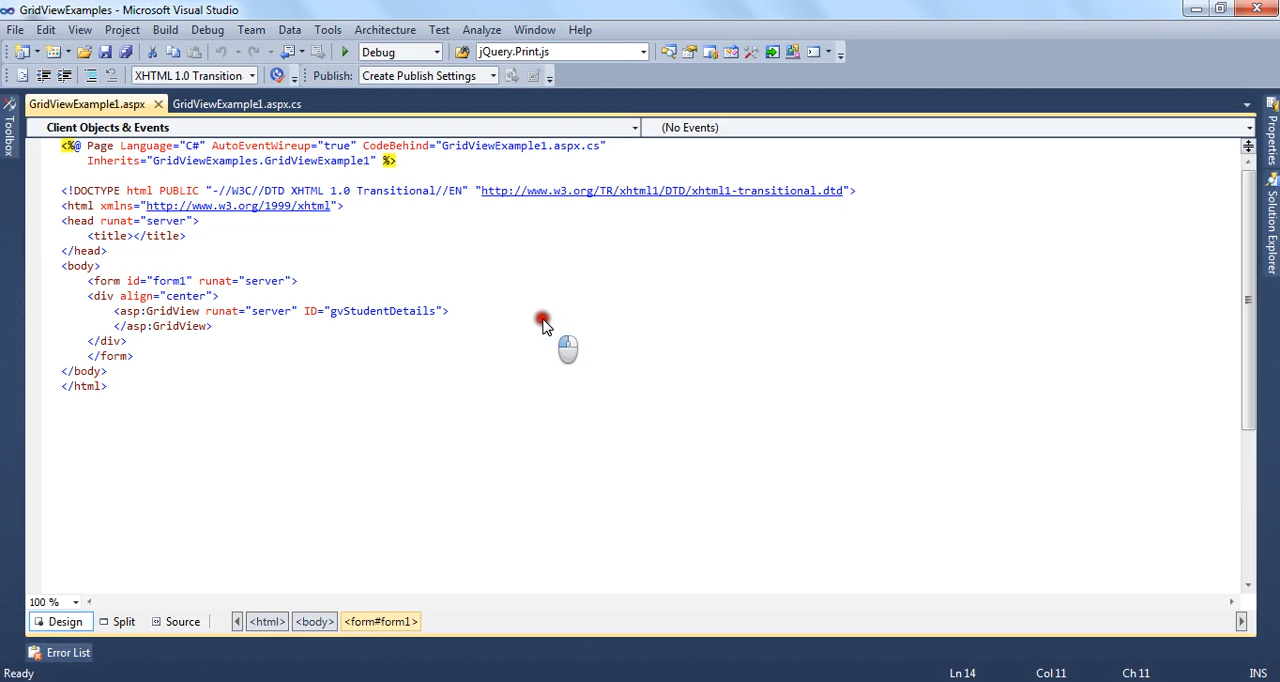 GridViewExamples - Microsoft Visual Studio
File Edit View Project Build Debug Team Data Tools Architecture Test Analyze Window Help
Debug jQuery.Print.js
XHTML 1.0 Transition Publish: Create Publish Settings
GridViewExample1.aspx GridViewExample1.aspx.cs
Client Objects & Events (No Events)
<%@ Page Language="C#" AutoEventWireup="true" CodeBehind="GridViewExample1.aspx.cs"
Inherits="GridViewExamples.GridViewExample1" %>
<!DOCTYPE html PUBLIC "-//W3C//DTD XHTML 1.0 Transitional//EN" "http://www.w3.org/TR/xhtml1/DTD/xhtml1-transitional.dtd">
<html xmlns="http://www.w3.org/1999/xhtml">
<head runat="server">
<title></title>
</head>
<body>
<form id="form1" runat="server">
<div align="center">
<asp:GridView runat="server" ID="gvStudentDetails">
</asp:GridView>
</div>
</form>
</body>
</html>
100 %
Design Split Source <html> <body> <form#form1>
Error List
Ready Ln 14 Col 11 Ch 11 INS
Toolbox
Properties
Solution Explorer